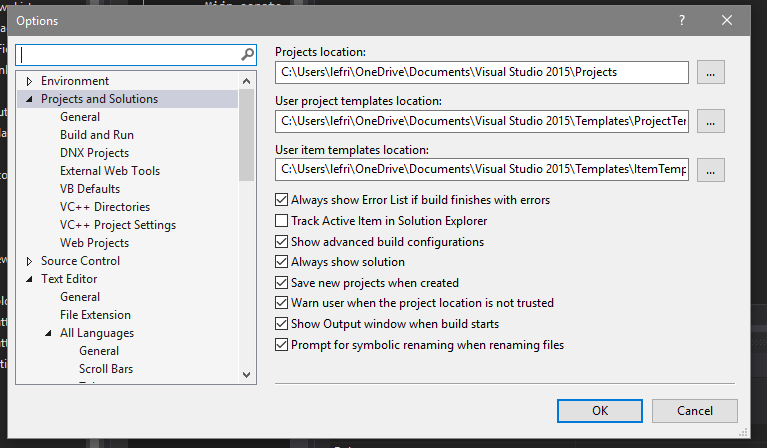 Options
?
Environment
Projects and Solutions
General
Build and Run
DNX Projects
External Web Tools
VB Defaults
VC++ Directories
VC++ Project Settings
Web Projects
Source Control
Text Editor
General
File Extension
All Languages
General
Scroll Bars
Projects location:
C:\Users\lefri\OneDrive\Documents\Visual Studio 2015\Projects
...
User project templates location:
C:\Users\lefri\OneDrive\Documents\Visual Studio 2015\Templates\ProjectTer
...
User item templates location:
C:\Users\lefri\OneDrive\Documents\Visual Studio 2015\Templates\ItemTemp
...
Always show Error List if build finishes with errors
Track Active Item in Solution Explorer
Show advanced build configurations
Always show solution
Save new projects when created
Warn user when the project location is not trusted
Show Output window when build starts
Prompt for symbolic renaming when renaming files
OK
Cancel